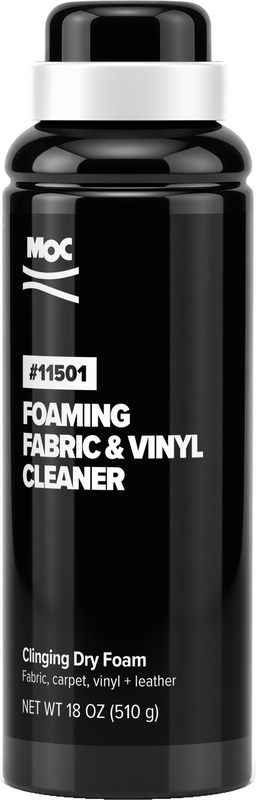 MOC
#11501
FOAMING
FABRIC & VINYL
CLEANER
Clinging Dry Foam
Fabric, carpet, vinyl + leather
NET WT 18 OZ (510 g)